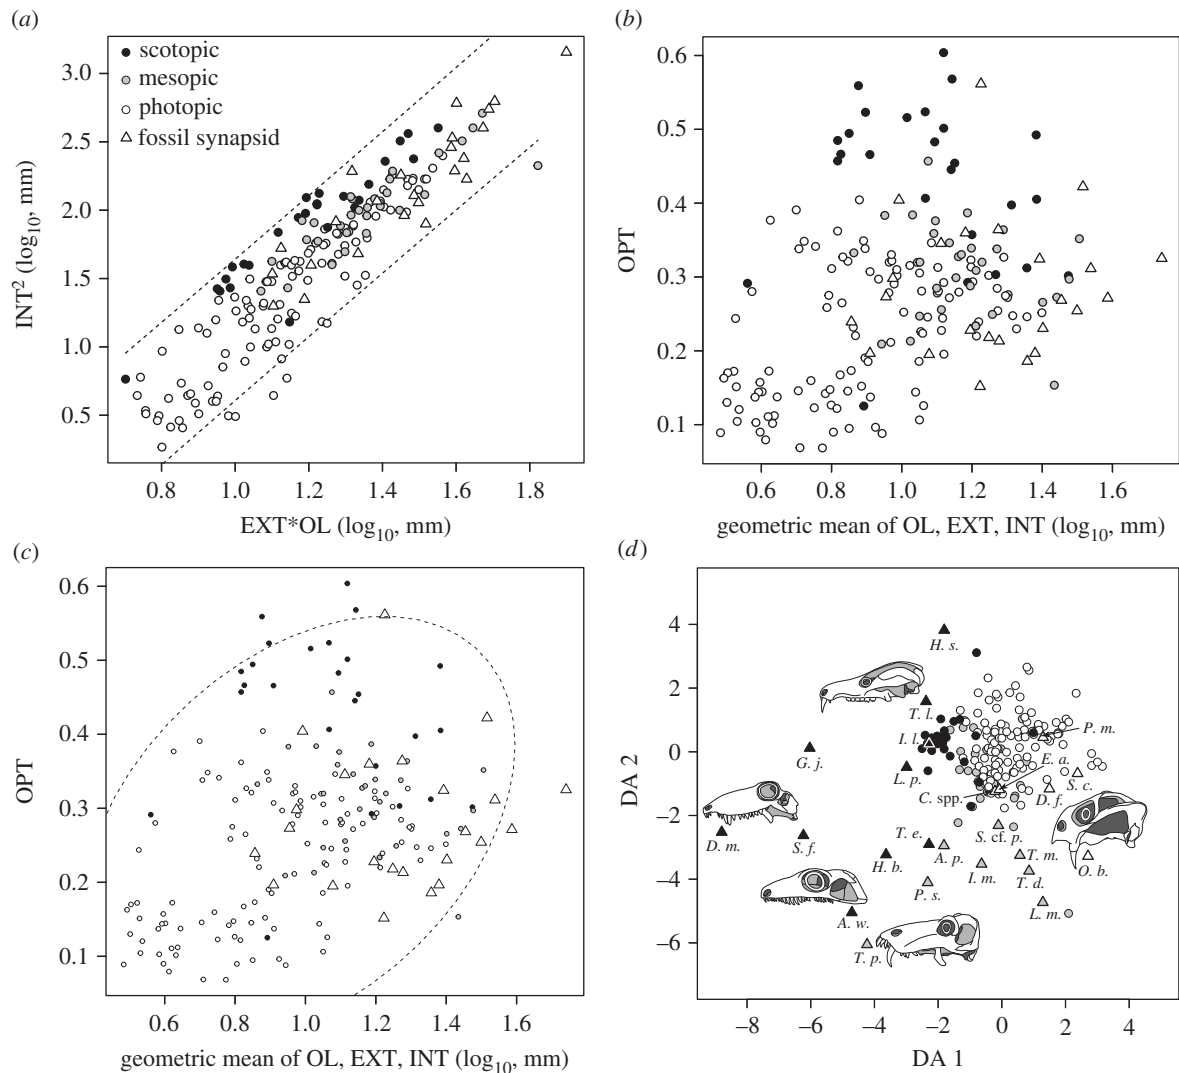 (a)
scotopic
mesopic
photopic
fossil synapsid
3.0
2.5
2.0
1.5
1.0
0.5
INT² (log₁₀, mm)
0.8 1.0 1.2 1.4 1.6 1.8
EXT*OL (log₁₀, mm)
(b)
0.6
0.5
0.4
0.3
0.2
0.1
OPT
0.6 0.8 1.0 1.2 1.4 1.6
geometric mean of OL, EXT, INT (log₁₀, mm)
(c)
0.6
0.5
0.4
0.3
0.2
0.1
OPT
0.6 0.8 1.0 1.2 1.4 1.6
geometric mean of OL, EXT, INT (log₁₀, mm)
(d)
4
2
0
−2
−4
−6
DA 2
H. s.
T. l.
P. m.
I. l.
G. j.
E. a.
L. p.
S. c.
C. spp.
D. f.
S. cf. p.
D. m.
S. f.
T. e.
H. b.
A. p.
I. m.
T. m.
O. b.
T. d.
P. s.
L. m.
A. w.
T. p.
−8 −6 −4 −2 0 2 4
DA 1